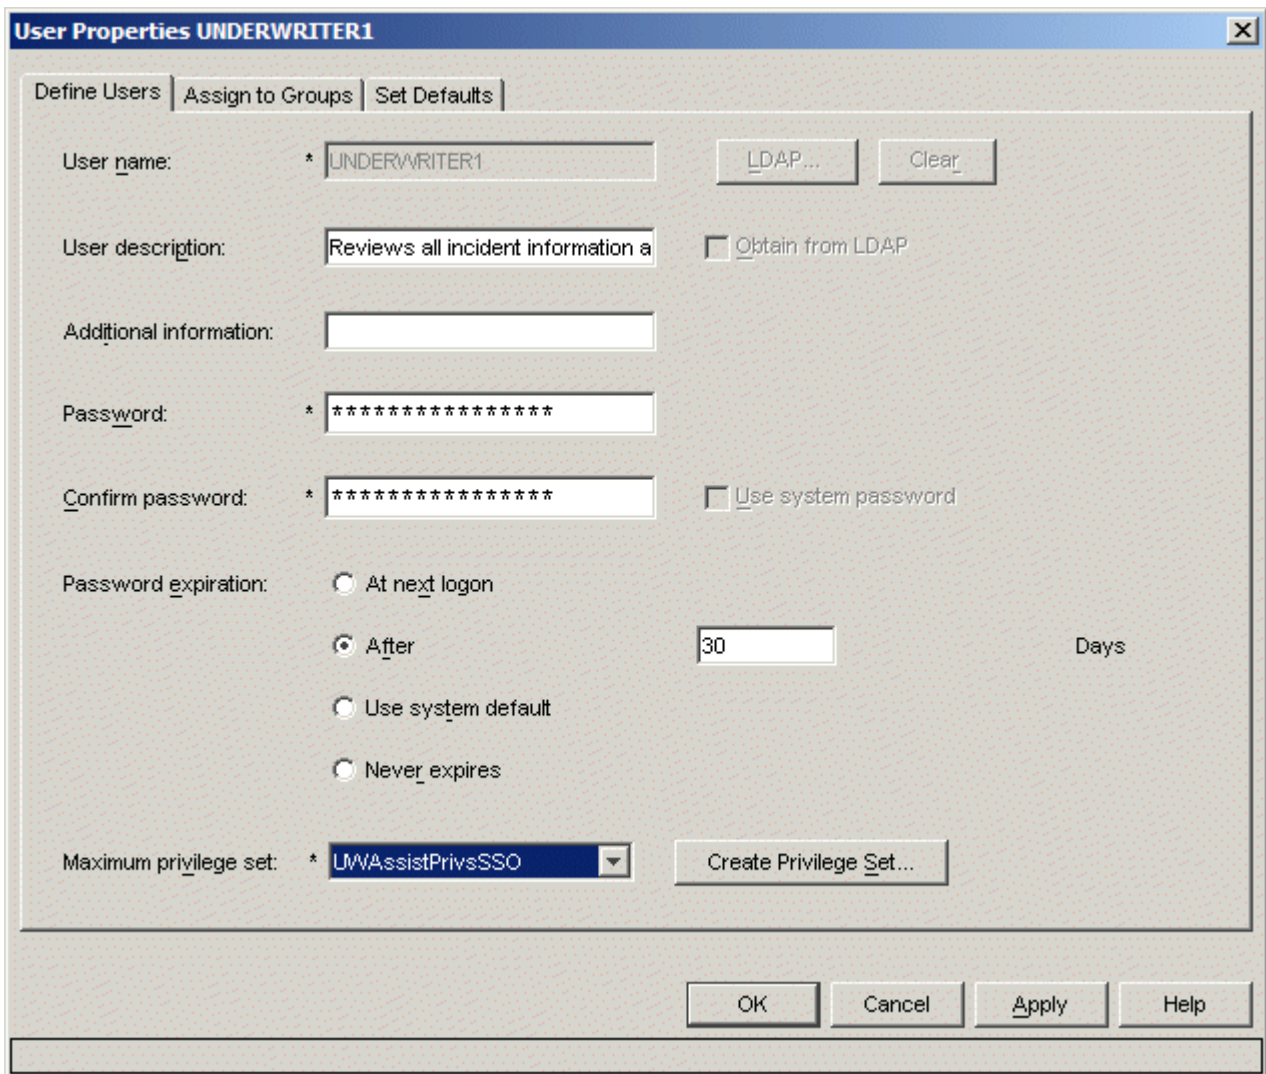 User Properties UNDERWRITER1
Define Users Assign to Groups Set Defaults
User name: * UNDERWRITER1 LDAP... Clear
User description: Reviews all incident information a Obtain from LDAP
Additional information:
Password: * ****************
Confirm password: * **************** Use system password
Password expiration: At next logon
After 30 Days
Use system default
Never expires
Maximum privilege set: * UWAssistPrivsSSO Create Privilege Set...
OK Cancel Apply Help